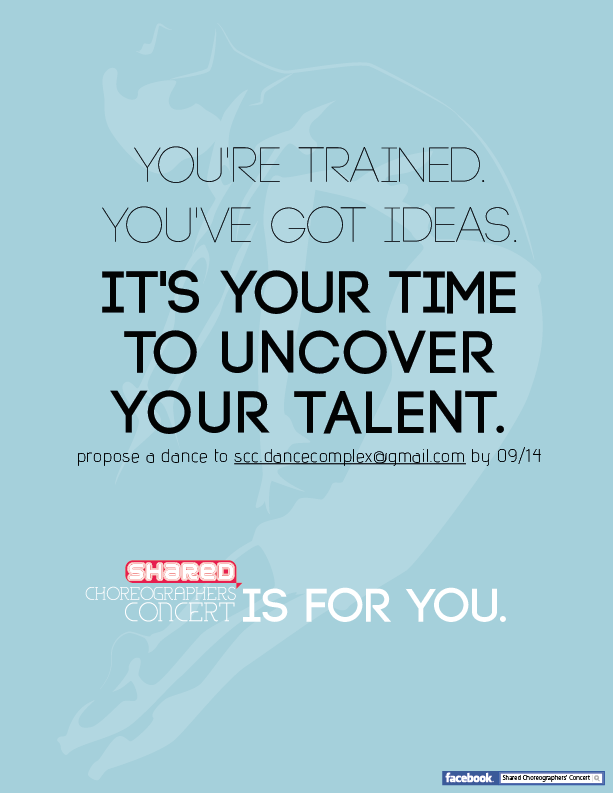 YOU'RE TRAINED.
YOU'VE GOT IDEAS.
IT'S YOUR TIME
TO UNCOVER
YOUR TALENT.
propose a dance to scc.dancecomplex@gmail.com by 09/14
SHARED
CHOREOGRAPHERS'
CONCERT IS FOR YOU.
facebook Shared Choreographers' Concert